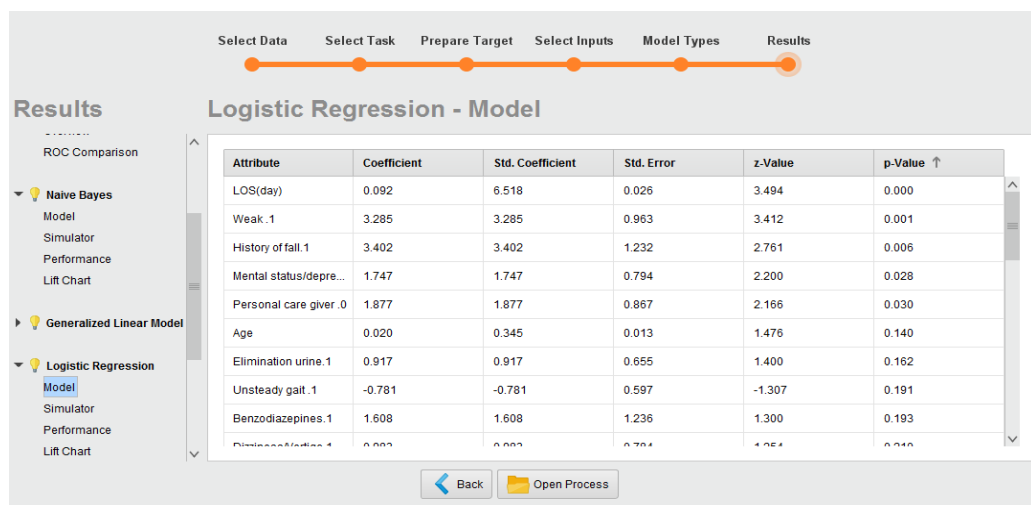 Select Data Select Task Prepare Target Select Inputs Model Types Results
Results
Logistic Regression - Model
ROC Comparison
Naive Bayes
Model
Simulator
Performance
Lift Chart
Generalized Linear Model
Logistic Regression
Model
Simulator
Performance
Lift Chart
Attribute Coefficient Std. Coefficient Std. Error z-Value p-Value ↑
LOS(day) 0.092 6.518 0.026 3.494 0.000
Weak .1 3.285 3.285 0.963 3.412 0.001
History of fall.1 3.402 3.402 1.232 2.761 0.006
Mental status/depre... 1.747 1.747 0.794 2.200 0.028
Personal care giver .0 1.877 1.877 0.867 2.166 0.030
Age 0.020 0.345 0.013 1.476 0.140
Elimination urine.1 0.917 0.917 0.655 1.400 0.162
Unsteady gait .1 -0.781 -0.781 0.597 -1.307 0.191
Benzodiazepines.1 1.608 1.608 1.236 1.300 0.193
Back Open Process